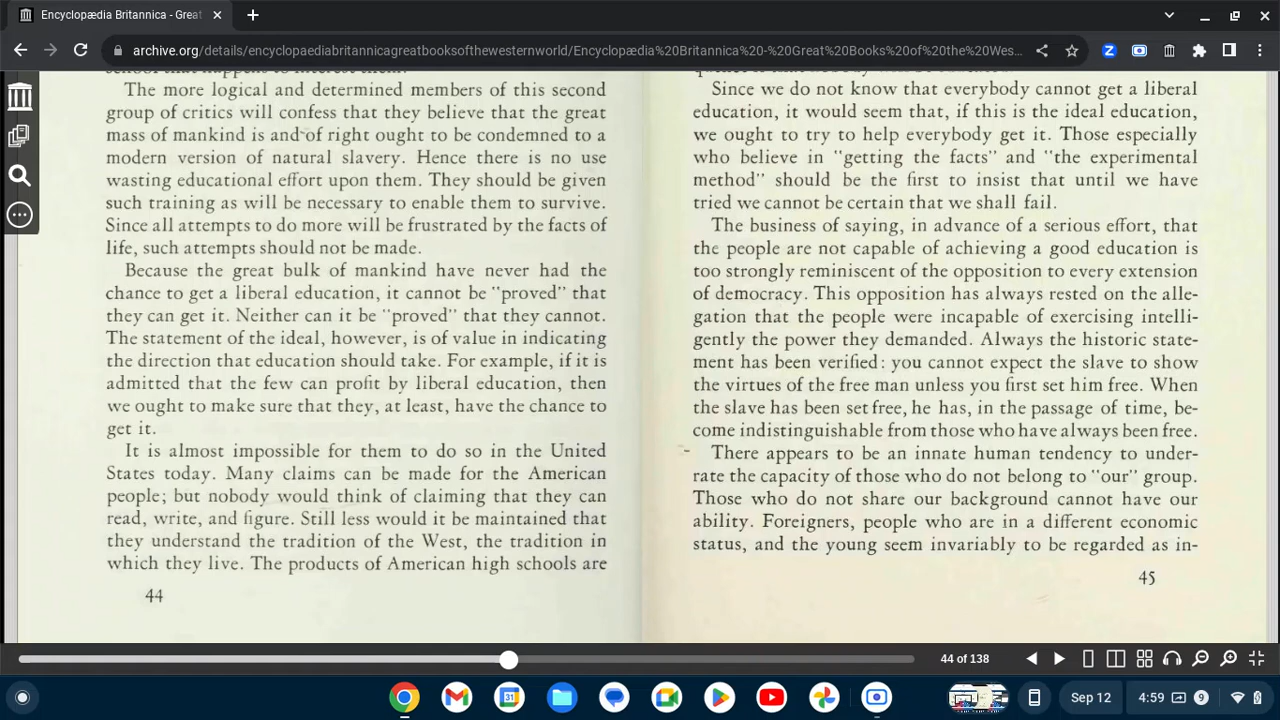 Encyclopædia Britannica - Great
archive.org/details/encyclopaediabritannicagreatbooksofthewesternworld/Encyclopædia%20Britannica%20-%20Great%20Books%20of%20the%20Wes...
school that happens to interest them.
The more logical and determined members of this second
group of critics will confess that they believe that the great
mass of mankind is and of right ought to be condemned to a
modern version of natural slavery. Hence there is no use
wasting educational effort upon them. They should be given
such training as will be necessary to enable them to survive.
Since all attempts to do more will be frustrated by the facts of
life, such attempts should not be made.
Because the great bulk of mankind have never had the
chance to get a liberal education, it cannot be "proved" that
they can get it. Neither can it be "proved" that they cannot.
The statement of the ideal, however, is of value in indicating
the direction that education should take. For example, if it is
admitted that the few can profit by liberal education, then
we ought to make sure that they, at least, have the chance to
get it.
It is almost impossible for them to do so in the United
States today. Many claims can be made for the American
people; but nobody would think of claiming that they can
read, write, and figure. Still less would it be maintained that
they understand the tradition of the West, the tradition in
which they live. The products of American high schools are
44
Since we do not know that everybody cannot get a liberal
education, it would seem that, if this is the ideal education,
we ought to try to help everybody get it. Those especially
who believe in "getting the facts" and "the experimental
method" should be the first to insist that until we have
tried we cannot be certain that we shall fail.
The business of saying, in advance of a serious effort, that
the people are not capable of achieving a good education is
too strongly reminiscent of the opposition to every extension
of democracy. This opposition has always rested on the alle-
gation that the people were incapable of exercising intelli-
gently the power they demanded. Always the historic state-
ment has been verified: you cannot expect the slave to show
the virtues of the free man unless you first set him free. When
the slave has been set free, he has, in the passage of time, be-
come indistinguishable from those who have always been free.
There appears to be an innate human tendency to under-
rate the capacity of those who do not belong to "our" group.
Those who do not share our background cannot have our
ability. Foreigners, people who are in a different economic
status, and the young seem invariably to be regarded as in-
45
44 of 138
Sep 12
4:59
9